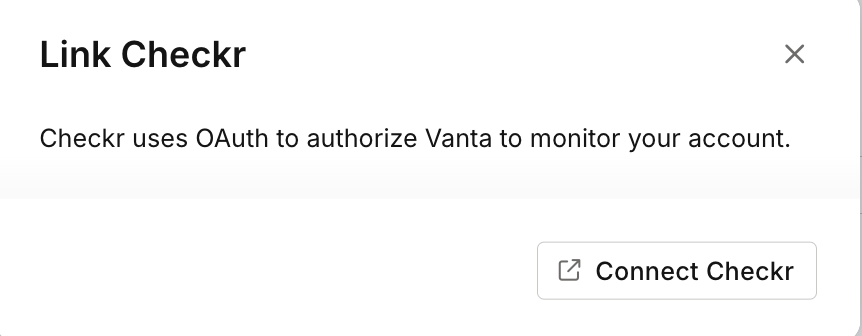 Link Checkr
Checkr uses OAuth to authorize Vanta to monitor your account.
Connect Checkr